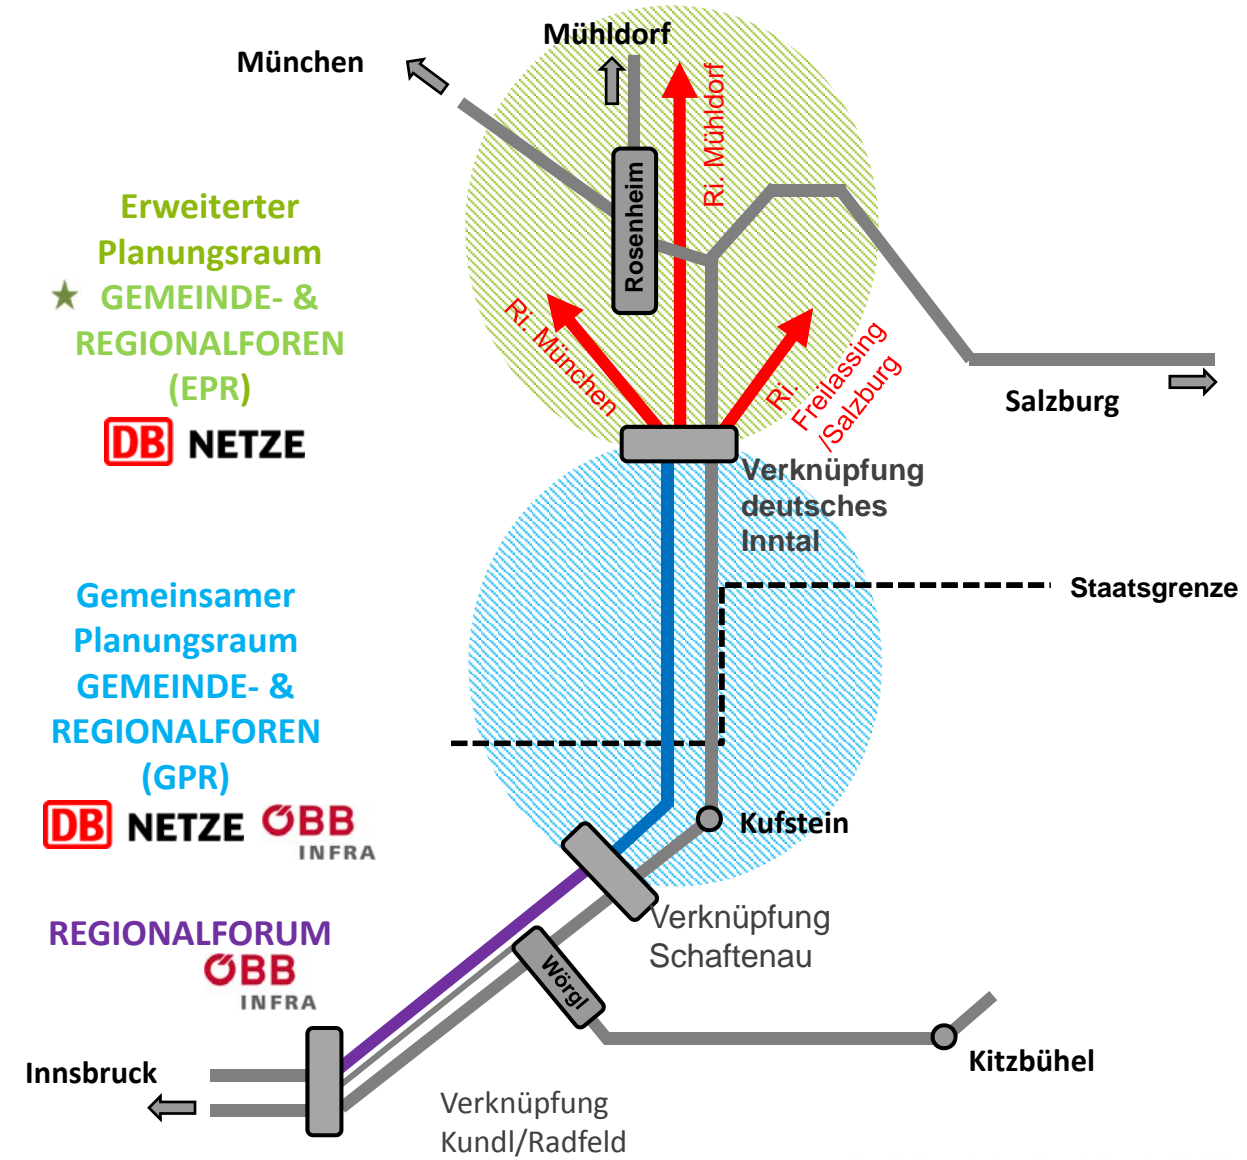 Mühldorf
München
Ri. Mühldorf
Rosenheim
Erweiterter
Planungsraum
GEMEINDE- &
REGIONALFOREN
(EPR)
DB NETZE
Ri. München
Ri.
Freilassing
/Salzburg
Salzburg
Verknüpfung
deutsches
Inntal
Staatsgrenze
Gemeinsamer
Planungsraum
GEMEINDE- &
REGIONALFOREN
(GPR)
DB NETZE ÖBB
INFRA
Kufstein
REGIONALFORUM
ÖBB
INFRA
Verknüpfung
Schaftenau
Wörgl
Innsbruck
Kitzbühel
Verknüpfung
Kundl/Radfeld